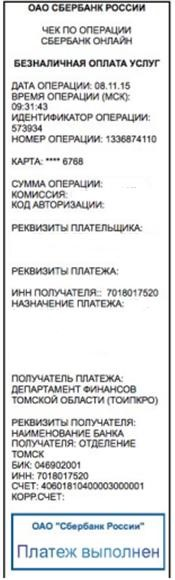 ОАО СБЕРБАНК РОССИИ
ЧЕК ПО ОПЕРАЦИИ
СБЕРБАНК ОНЛАЙН
БЕЗНАЛИЧНАЯ ОПЛАТА УСЛУГ
ДАТА ОПЕРАЦИИ: 08.11.15
ВРЕМЯ ОПЕРАЦИИ (МСК):
09:31:43
ИДЕНТИФИКАТОР ОПЕРАЦИИ:
573934
НОМЕР ОПЕРАЦИИ: 1336874110
КАРТА: **** 6768
СУММА ОПЕРАЦИИ:
КОМИССИЯ:
КОД АВТОРИЗАЦИИ:
РЕКВИЗИТЫ ПЛАТЕЛЬЩИКА:
РЕКВИЗИТЫ ПЛАТЕЖА:
ИНН ПОЛУЧАТЕЛЯ:: 7018017520
НАЗНАЧЕНИЕ ПЛАТЕЖА:
ПОЛУЧАТЕЛЬ ПЛАТЕЖА:
ДЕПАРТАМЕНТ ФИНАНСОВ
ТОМСКОЙ ОБЛАСТИ (ТОИПКРО)
РЕКВИЗИТЫ ПОЛУЧАТЕЛЯ:
НАИМЕНОВАНИЕ БАНКА
ПОЛУЧАТЕЛЯ: ОТДЕЛЕНИЕ
ТОМСК
БИК: 046902001
ИНН: 7018017520
СЧЕТ: 40601810400003000001
КОРР.СЧЕТ:
ОАО "Сбербанк России"
Платеж выполнен